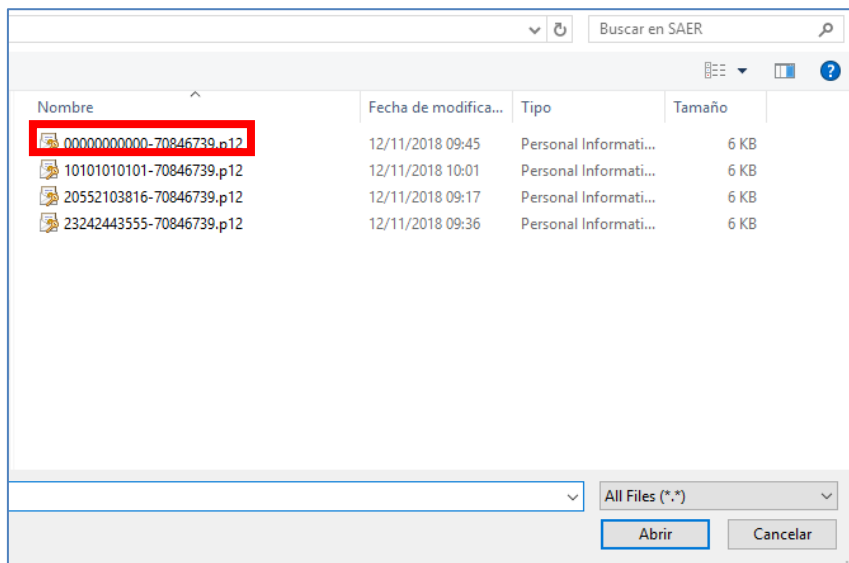 Buscar en SAER
Nombre Fecha de modifica... Tipo Tamaño
00000000000-70846739.p12 12/11/2018 09:45 Personal Informati... 6 KB
10101010101-70846739.p12 12/11/2018 10:01 Personal Informati... 6 KB
20552103816-70846739.p12 12/11/2018 09:17 Personal Informati... 6 KB
23242443555-70846739.p12 12/11/2018 09:36 Personal Informati... 6 KB
All Files (*.*)
Abrir Cancelar